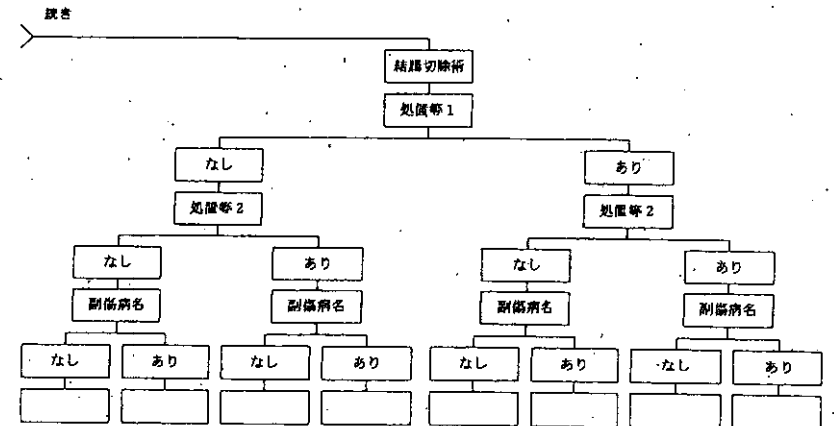 続き
結腸切除術
処置等1
なし
あり
処置等2
処置等2
なし
あり
なし
あり
副傷病名
副傷病名
副傷病名
副傷病名
なし
あり
なし
あり
なし
あり
なし
あり